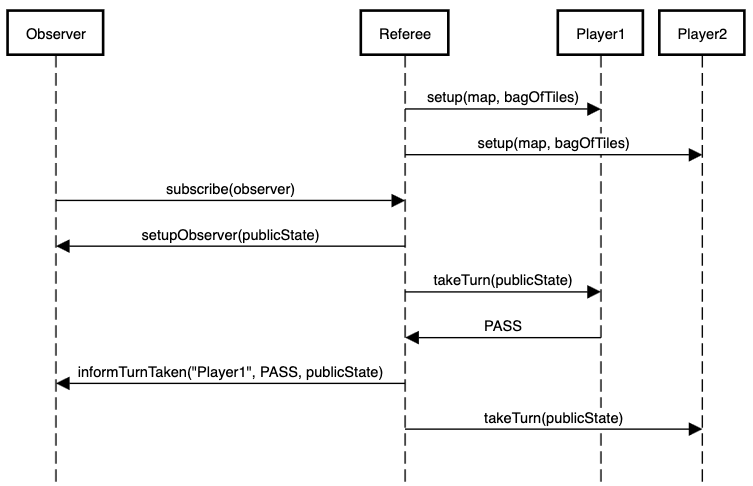 Observer
Referee
Player1
Player2
setup(map, bagOfTiles)
setup(map, bagOfTiles)
subscribe(observer)
setupObserver(publicState)
takeTurn(publicState)
PASS
informTurnTaken("Player1", PASS, publicState)
takeTurn(publicState)